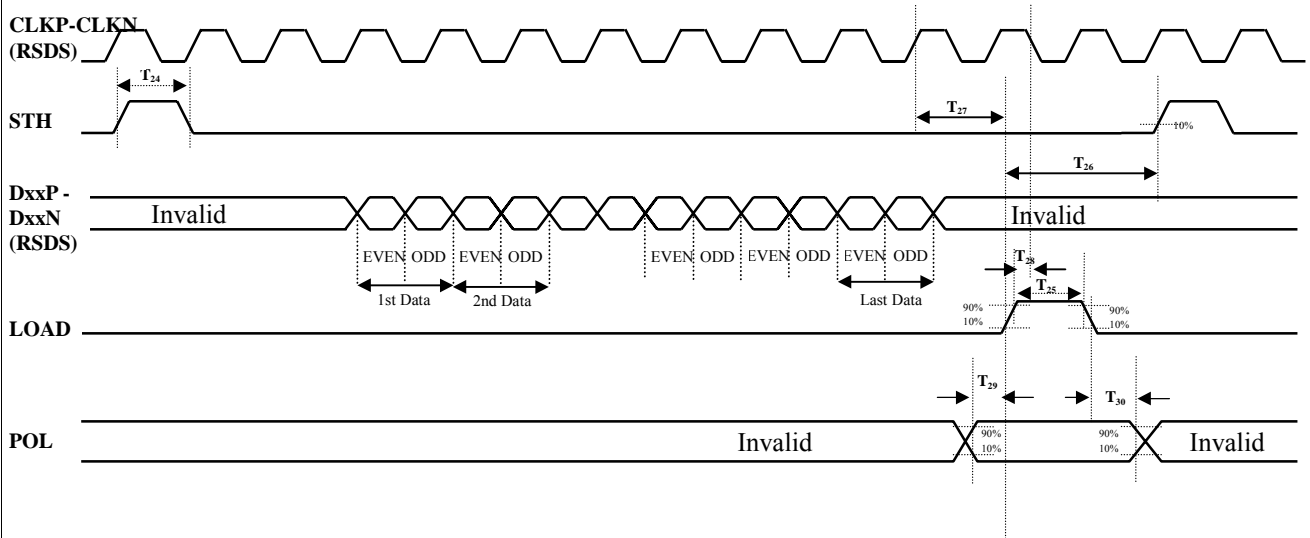 CLKP-CLKN
(RSDS)
T24
STH
T27
10%
T26
DxxP -
DxxN
(RSDS)
Invalid
Invalid
EVEN ODD EVEN ODD EVEN ODD EVEN ODD EVEN ODD
1st Data 2nd Data Last Data
T28
T25
LOAD
90%
10%
90%
10%
T29
T30
POL
Invalid
90%
10%
90%
10%
Invalid